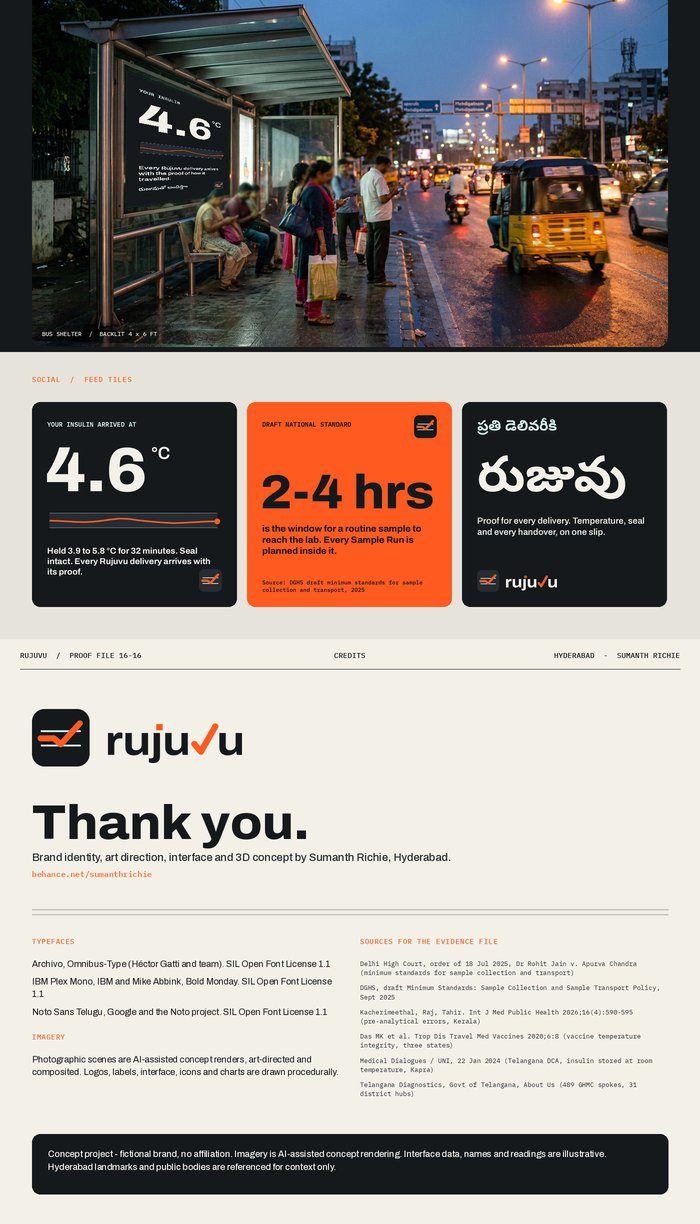 YOUR INSULIN
4.6°C
Every Rujuvu delivery arrives
with the proof of how it
travelled.
Mehdipatnam
BUS SHELTER / BACKLIT 4 x 6 FT
SOCIAL / FEED TILES
YOUR INSULIN ARRIVED AT
4.6 °C
Held 3.9 to 5.8 °C for 32 minutes. Seal
intact. Every Rujuvu delivery arrives with
its proof.
DRAFT NATIONAL STANDARD
2-4 hrs
is the window for a routine sample to
reach the lab. Every Sample Run is
planned inside it.
Source: DGHS draft minimum standards for sample
collection and transport, 2025
ప్రతి డెలివరీకి
రుజువు
Proof for every delivery. Temperature, seal
and every handover, on one slip.
rujuvu
RUJUVU / PROOF FILE 16-16
CREDITS
HYDERABAD - SUMANTH RICHIE
rujuvu
Thank you.
Brand identity, art direction, interface and 3D concept by Sumanth Richie, Hyderabad.
behance.net/sumanthrichie
TYPEFACES
Archivo, Omnibus-Type (Héctor Gatti and team). SIL Open Font License 1.1
IBM Plex Mono, IBM and Mike Abbink, Bold Monday. SIL Open Font License
1.1
Noto Sans Telugu, Google and the Noto project. SIL Open Font License 1.1
IMAGERY
Photographic scenes are AI-assisted concept renders, art-directed and
composited. Logos, labels, interface, icons and charts are drawn procedurally.
SOURCES FOR THE EVIDENCE FILE
Delhi High Court, order of 18 Jul 2025, Dr Rohit Jain v. Apurva Chandra
(minimum standards for sample collection and transport)
DGHS, draft Minimum Standards: Sample Collection and Sample Transport Policy,
Sept 2025
Kacherimeethal, Raj, Tahir. Int J Med Public Health 2026;16(4):590-595
(pre-analytical errors, Kerala)
Das MK et al. Trop Dis Travel Med Vaccines 2020;6:8 (vaccine temperature
integrity, three states)
Medical Dialogues / UNI, 22 Jan 2024 (Telangana DCA, insulin stored at room
temperature, Kapra)
Telangana Diagnostics, Govt of Telangana, About Us (489 GHMC spokes, 31
district hubs)
Concept project - fictional brand, no affiliation. Imagery is AI-assisted concept rendering. Interface data, names and readings are illustrative.
Hyderabad landmarks and public bodies are referenced for context only.